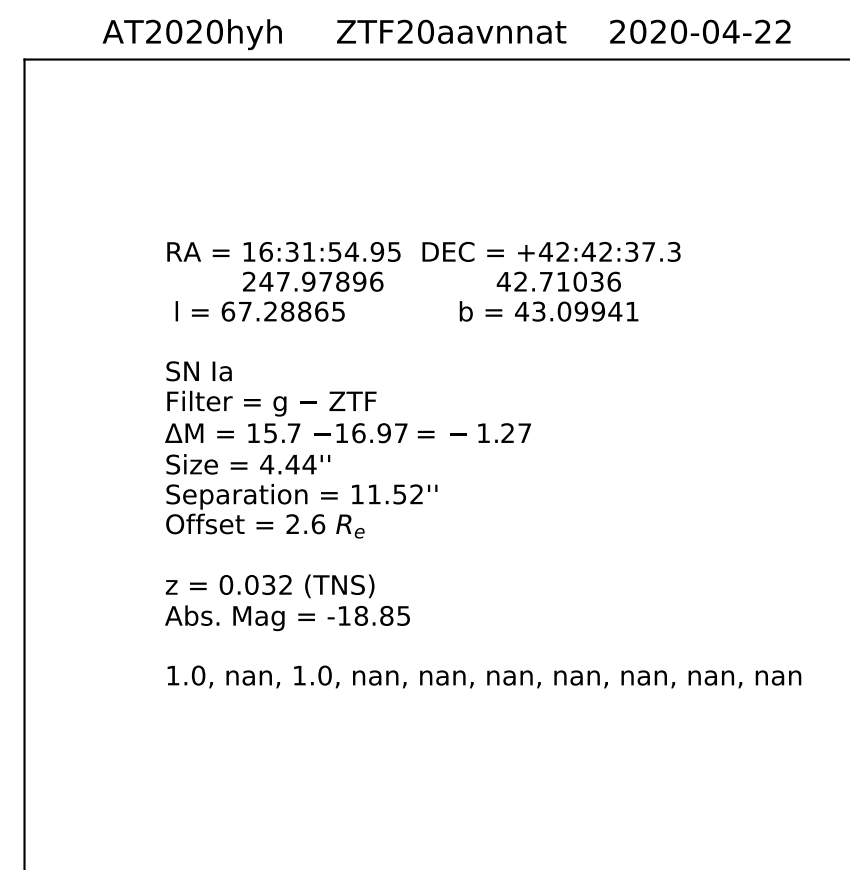 AT2020hyh ZTF20aavnnat 2020-04-22
RA = 16:31:54.95 DEC = +42:42:37.3
247.97896 42.71036
l = 67.28865 b = 43.09941
SN Ia
Filter = g − ZTF
ΔM = 15.7 −16.97 = − 1.27
Size = 4.44''
Separation = 11.52''
Offset = 2.6 Re
z = 0.032 (TNS)
Abs. Mag = -18.85
1.0, nan, 1.0, nan, nan, nan, nan, nan, nan, nan